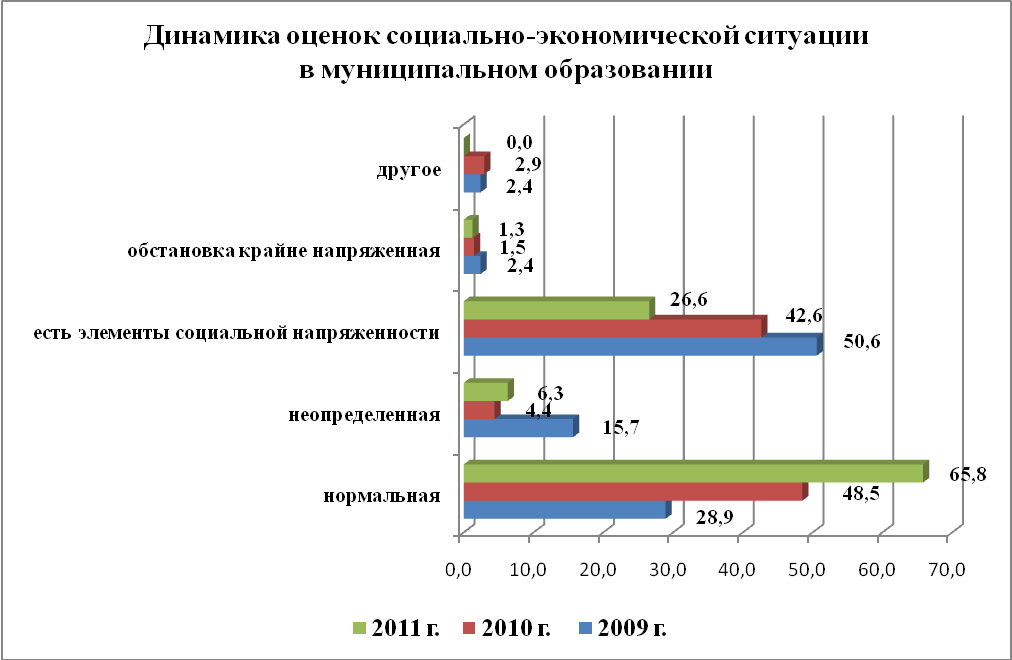 Динамика оценок социально-экономической ситуации
в муниципальном образовании
другое
0,0
2,9
2,4
обстановка крайне напряженная
1,3
1,5
2,4
есть элементы социальной напряженности
26,6
42,6
50,6
неопределенная
6,3
4,4
15,7
нормальная
65,8
48,5
28,9
0,0 10,0 20,0 30,0 40,0 50,0 60,0 70,0
2011 г. 2010 г. 2009 г.